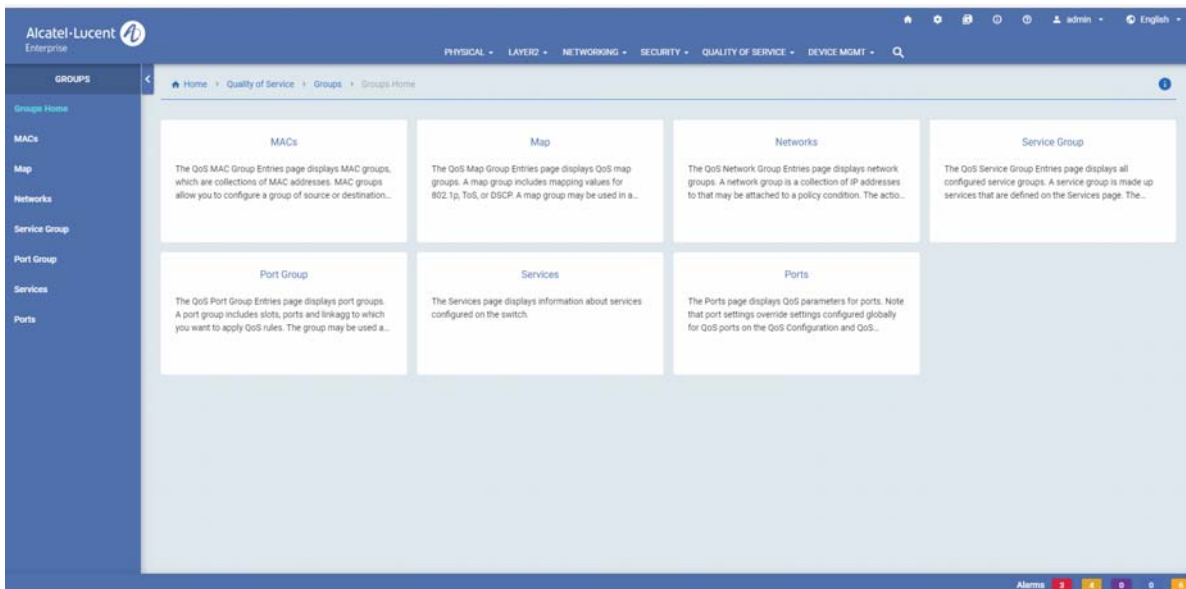 Alcatel·Lucent
Enterprise
admin
English
PHYSICAL
LAYER2
NETWORKING
SECURITY
QUALITY OF SERVICE
DEVICE MGMT
GROUPS
Home
Quality of Service
Groups
Groups Home
Groups Home
MACs
Map
Networks
Service Group
Port Group
Services
Ports
MACs
The QoS MAC Group Entries page displays MAC groups,
which are collections of MAC addresses. MAC groups
allow you to configure a group of source or destination...
Map
The QoS Map Group Entries page displays QoS map
groups. A map group includes mapping values for
802.1p, ToS, or DSCP. A map group may be used in a...
Networks
The QoS Network Group Entries page displays network
groups. A network group is a collection of IP addresses
to that may be attached to a policy condition. The actio...
Service Group
The QoS Service Group Entries page displays all
configured service groups. A service group is made up
services that are defined on the Services page. The...
Port Group
The QoS Port Group Entries page displays port groups.
A port group includes slots, ports and linkagg to which
you want to apply QoS rules. The group may be used a...
Services
The Services page displays information about services
configured on the switch.
Ports
The Ports page displays QoS parameters for ports. Note
that port settings override settings configured globally
for QoS ports on the QoS Configuration and QoS...
Alarms 3 4 0 0 6